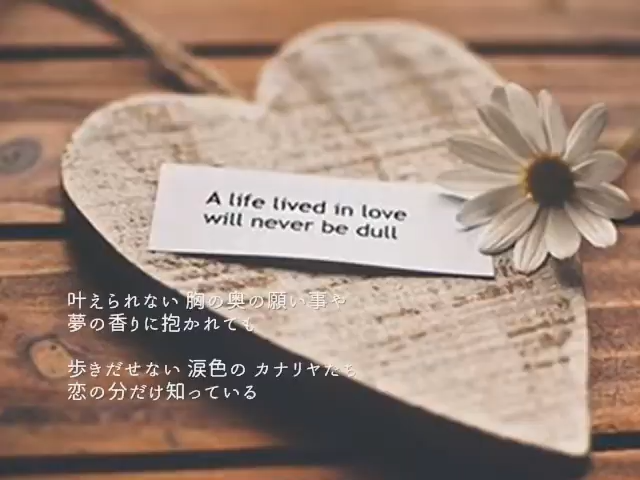 A life lived in love
will never be dull
叶えられない 胸の奥の願い事や
夢の香りに抱かれても
歩きだせない 涙色の カナリヤたち
恋の分だけ知っている